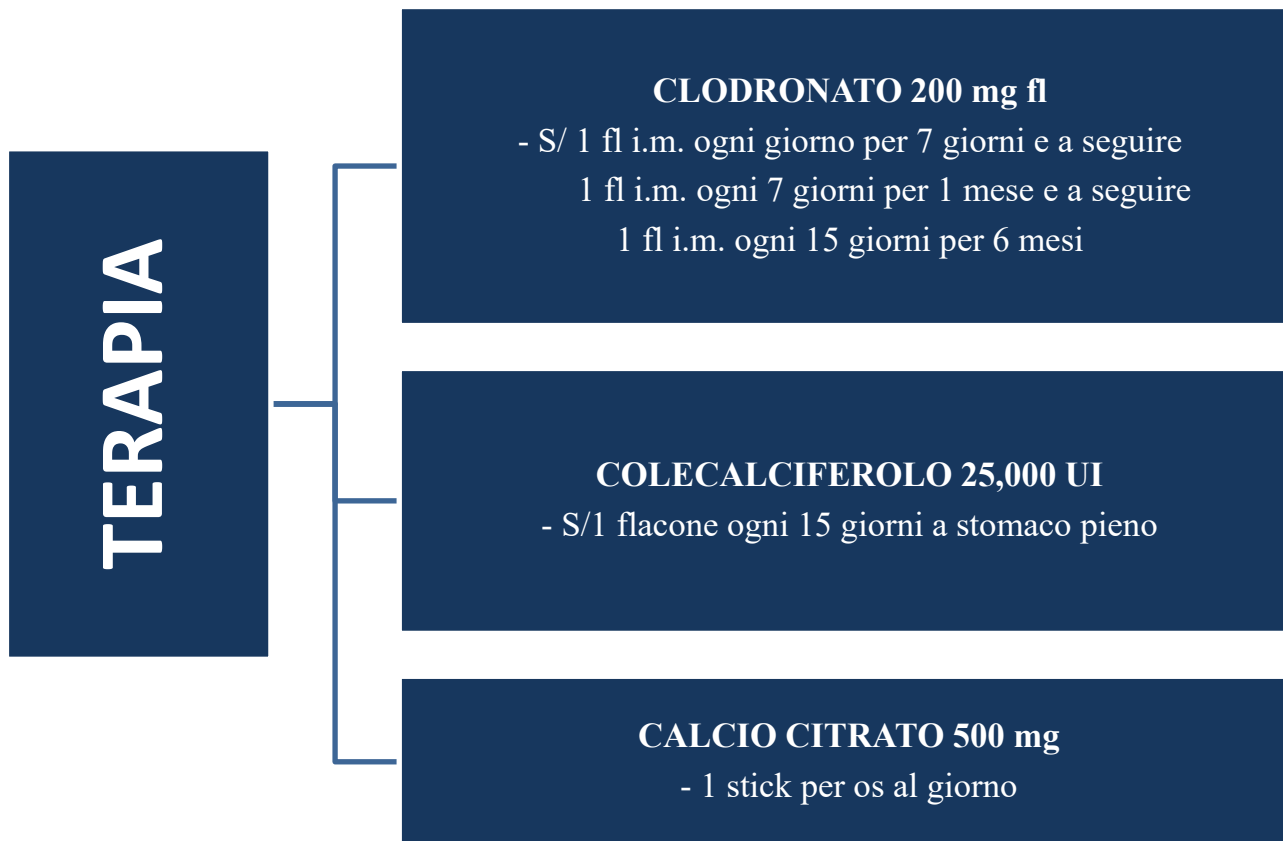 TERAPIA
CLODRONATO 200 mg fl
- S/ 1 fl i.m. ogni giorno per 7 giorni e a seguire
1 fl i.m. ogni 7 giorni per 1 mese e a seguire
1 fl i.m. ogni 15 giorni per 6 mesi
COLECALCIFEROLO 25,000 UI
- S/1 flacone ogni 15 giorni a stomaco pieno
CALCIO CITRATO 500 mg
- 1 stick per os al giorno